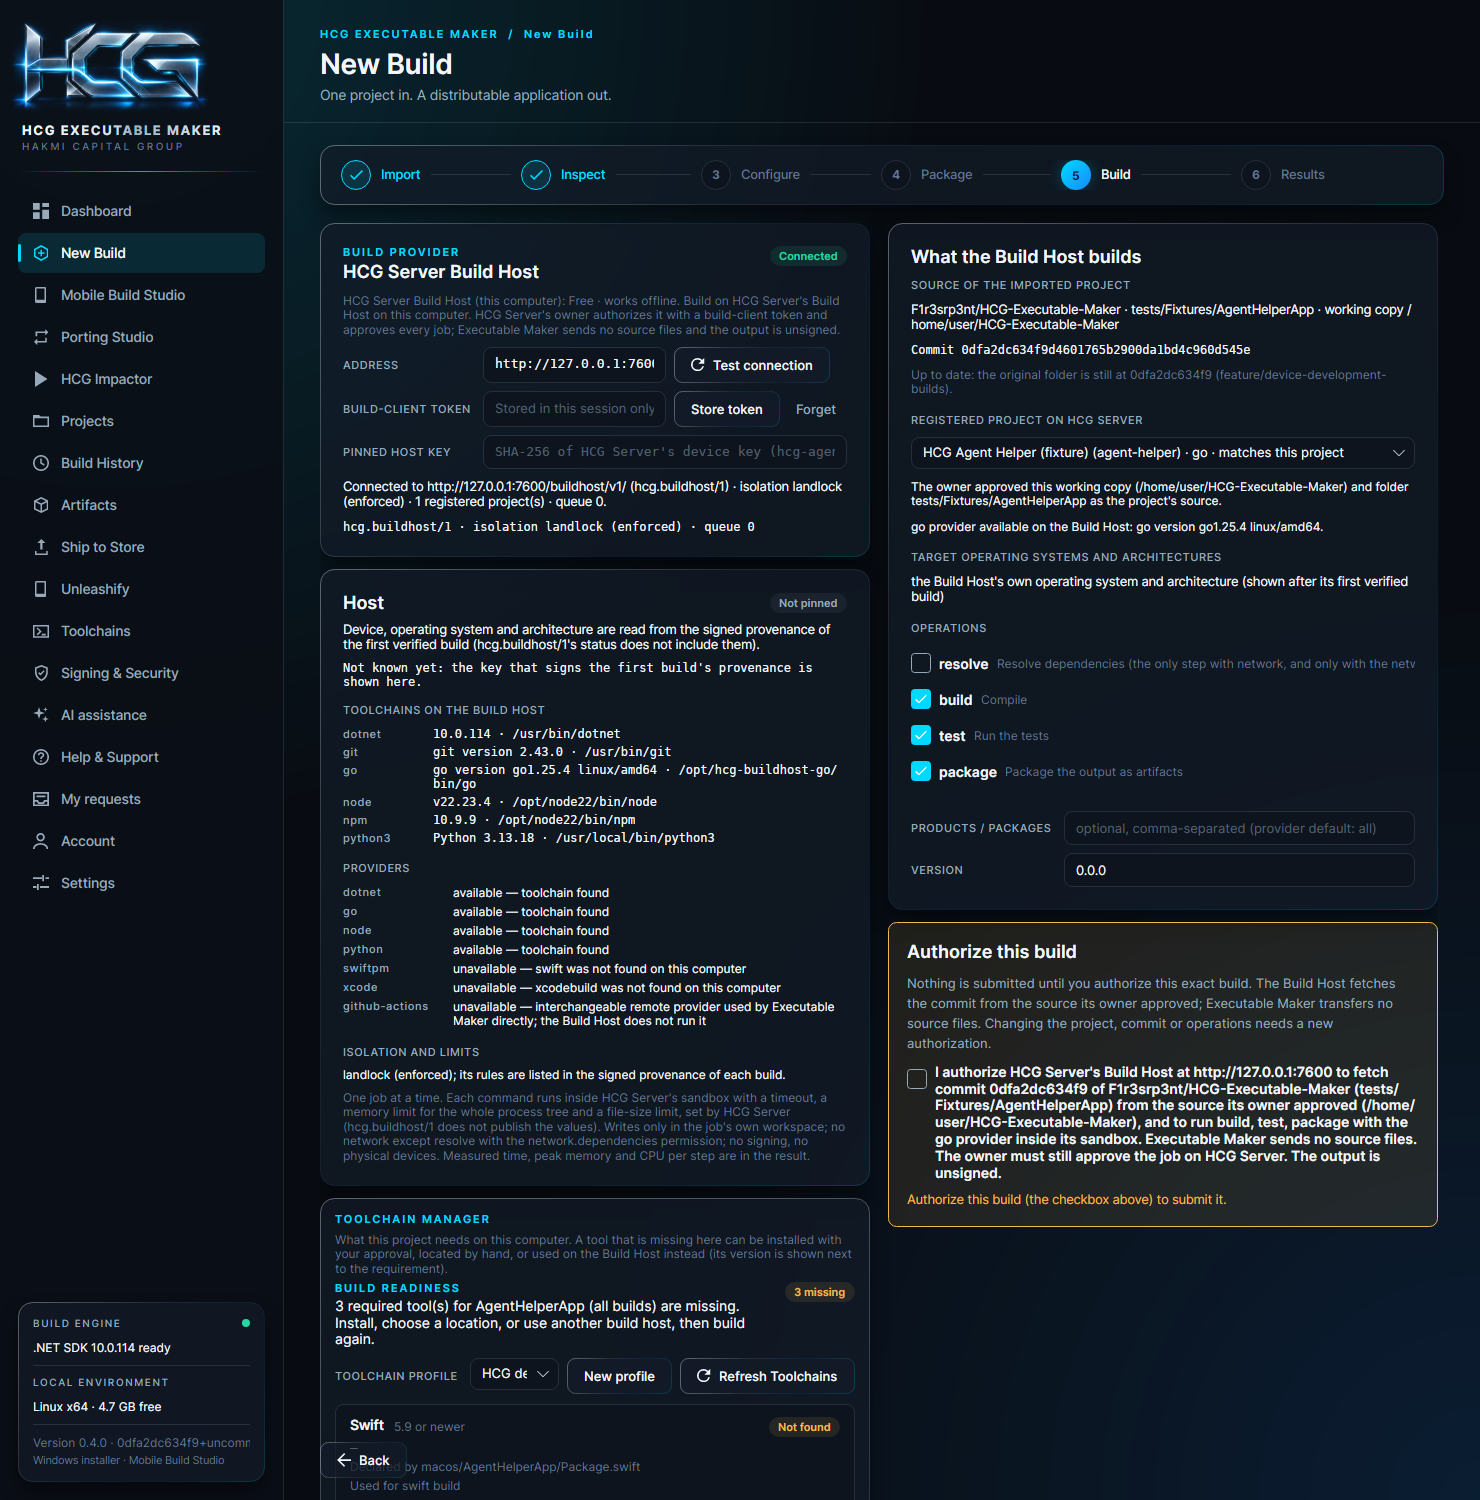 HCG
HCG EXECUTABLE MAKER
HAKMI CAPITAL GROUP
Dashboard
New Build
Mobile Build Studio
Porting Studio
HCG Impactor
Projects
Build History
Artifacts
Ship to Store
Unleashify
Toolchains
Signing & Security
AI assistance
Help & Support
My requests
Account
Settings
BUILD ENGINE
.NET SDK 10.0.114 ready
LOCAL ENVIRONMENT
Linux x64 · 4.7 GB free
Version 0.4.0 · 0dfa2dc634f9+uncomm
Windows installer · Mobile Build Studio
HCG EXECUTABLE MAKER / New Build
New Build
One project in. A distributable application out.
Import
Inspect
3 Configure
4 Package
5 Build
6 Results
BUILD PROVIDER
HCG Server Build Host
Connected
HCG Server Build Host (this computer): Free · works offline. Build on HCG Server's Build
Host on this computer. HCG Server's owner authorizes it with a build-client token and
approves every job; Executable Maker sends no source files and the output is unsigned.
ADDRESS http://127.0.0.1:760 Test connection
BUILD-CLIENT TOKEN Stored in this session only Store token Forget
PINNED HOST KEY SHA-256 of HCG Server's device key (hcg-ager
Connected to http://127.0.0.1:7600/buildhost/v1/ (hcg.buildhost/1) · isolation landlock
(enforced) · 1 registered project(s) · queue 0.
hcg.buildhost/1 · isolation landlock (enforced) · queue 0
Host
Not pinned
Device, operating system and architecture are read from the signed provenance of
the first verified build (hcg.buildhost/1's status does not include them).
Not known yet: the key that signs the first build's provenance is
shown here.
TOOLCHAINS ON THE BUILD HOST
dotnet 10.0.114 · /usr/bin/dotnet
git git version 2.43.0 · /usr/bin/git
go go version go1.25.4 linux/amd64 · /opt/hcg-buildhost-go/
bin/go
node v22.23.4 · /opt/node22/bin/node
npm 10.9.9 · /opt/node22/bin/npm
python3 Python 3.13.18 · /usr/local/bin/python3
PROVIDERS
dotnet available — toolchain found
go available — toolchain found
node available — toolchain found
python available — toolchain found
swiftpm unavailable — swift was not found on this computer
xcode unavailable — xcodebuild was not found on this computer
github-actions unavailable — interchangeable remote provider used by Executable
Maker directly; the Build Host does not run it
ISOLATION AND LIMITS
landlock (enforced); its rules are listed in the signed provenance of each build.
One job at a time. Each command runs inside HCG Server's sandbox with a timeout, a
memory limit for the whole process tree and a file-size limit, set by HCG Server
(hcg.buildhost/1 does not publish the values). Writes only in the job's own workspace; no
network except resolve with the network.dependencies permission; no signing, no
physical devices. Measured time, peak memory and CPU per step are in the result.
TOOLCHAIN MANAGER
What this project needs on this computer. A tool that is missing here can be installed with
your approval, located by hand, or used on the Build Host instead (its version is shown next
to the requirement).
BUILD READINESS
3 missing
3 required tool(s) for AgentHelperApp (all builds) are missing.
Install, choose a location, or use another build host, then build
again.
TOOLCHAIN PROFILE HCG de New profile Refresh Toolchains
Swift 5.9 or newer
Not found
Back
by macos/AgentHelperApp/Package.swift
Used for swift build
What the Build Host builds
SOURCE OF THE IMPORTED PROJECT
F1r3srp3nt/HCG-Executable-Maker · tests/Fixtures/AgentHelperApp · working copy /
home/user/HCG-Executable-Maker
Commit 0dfa2dc634f9d4601765b2900da1bd4c960d545e
Up to date: the original folder is still at 0dfa2dc634f9 (feature/device-development-
builds).
REGISTERED PROJECT ON HCG SERVER
HCG Agent Helper (fixture) (agent-helper) · go · matches this project
The owner approved this working copy (/home/user/HCG-Executable-Maker) and folder
tests/Fixtures/AgentHelperApp as the project's source.
go provider available on the Build Host: go version go1.25.4 linux/amd64.
TARGET OPERATING SYSTEMS AND ARCHITECTURES
the Build Host's own operating system and architecture (shown after its first verified
build)
OPERATIONS
resolve Resolve dependencies (the only step with network, and only with the netv
build Compile
test Run the tests
package Package the output as artifacts
PRODUCTS / PACKAGES optional, comma-separated (provider default: all)
VERSION 0.0.0
Authorize this build
Nothing is submitted until you authorize this exact build. The Build Host fetches
the commit from the source its owner approved; Executable Maker transfers no
source files. Changing the project, commit or operations needs a new
authorization.
I authorize HCG Server's Build Host at http://127.0.0.1:7600 to fetch
commit 0dfa2dc634f9 of F1r3srp3nt/HCG-Executable-Maker (tests/
Fixtures/AgentHelperApp) from the source its owner approved (/home/
user/HCG-Executable-Maker), and to run build, test, package with the
go provider inside its sandbox. Executable Maker sends no source files.
The owner must still approve the job on HCG Server. The output is
unsigned.
Authorize this build (the checkbox above) to submit it.